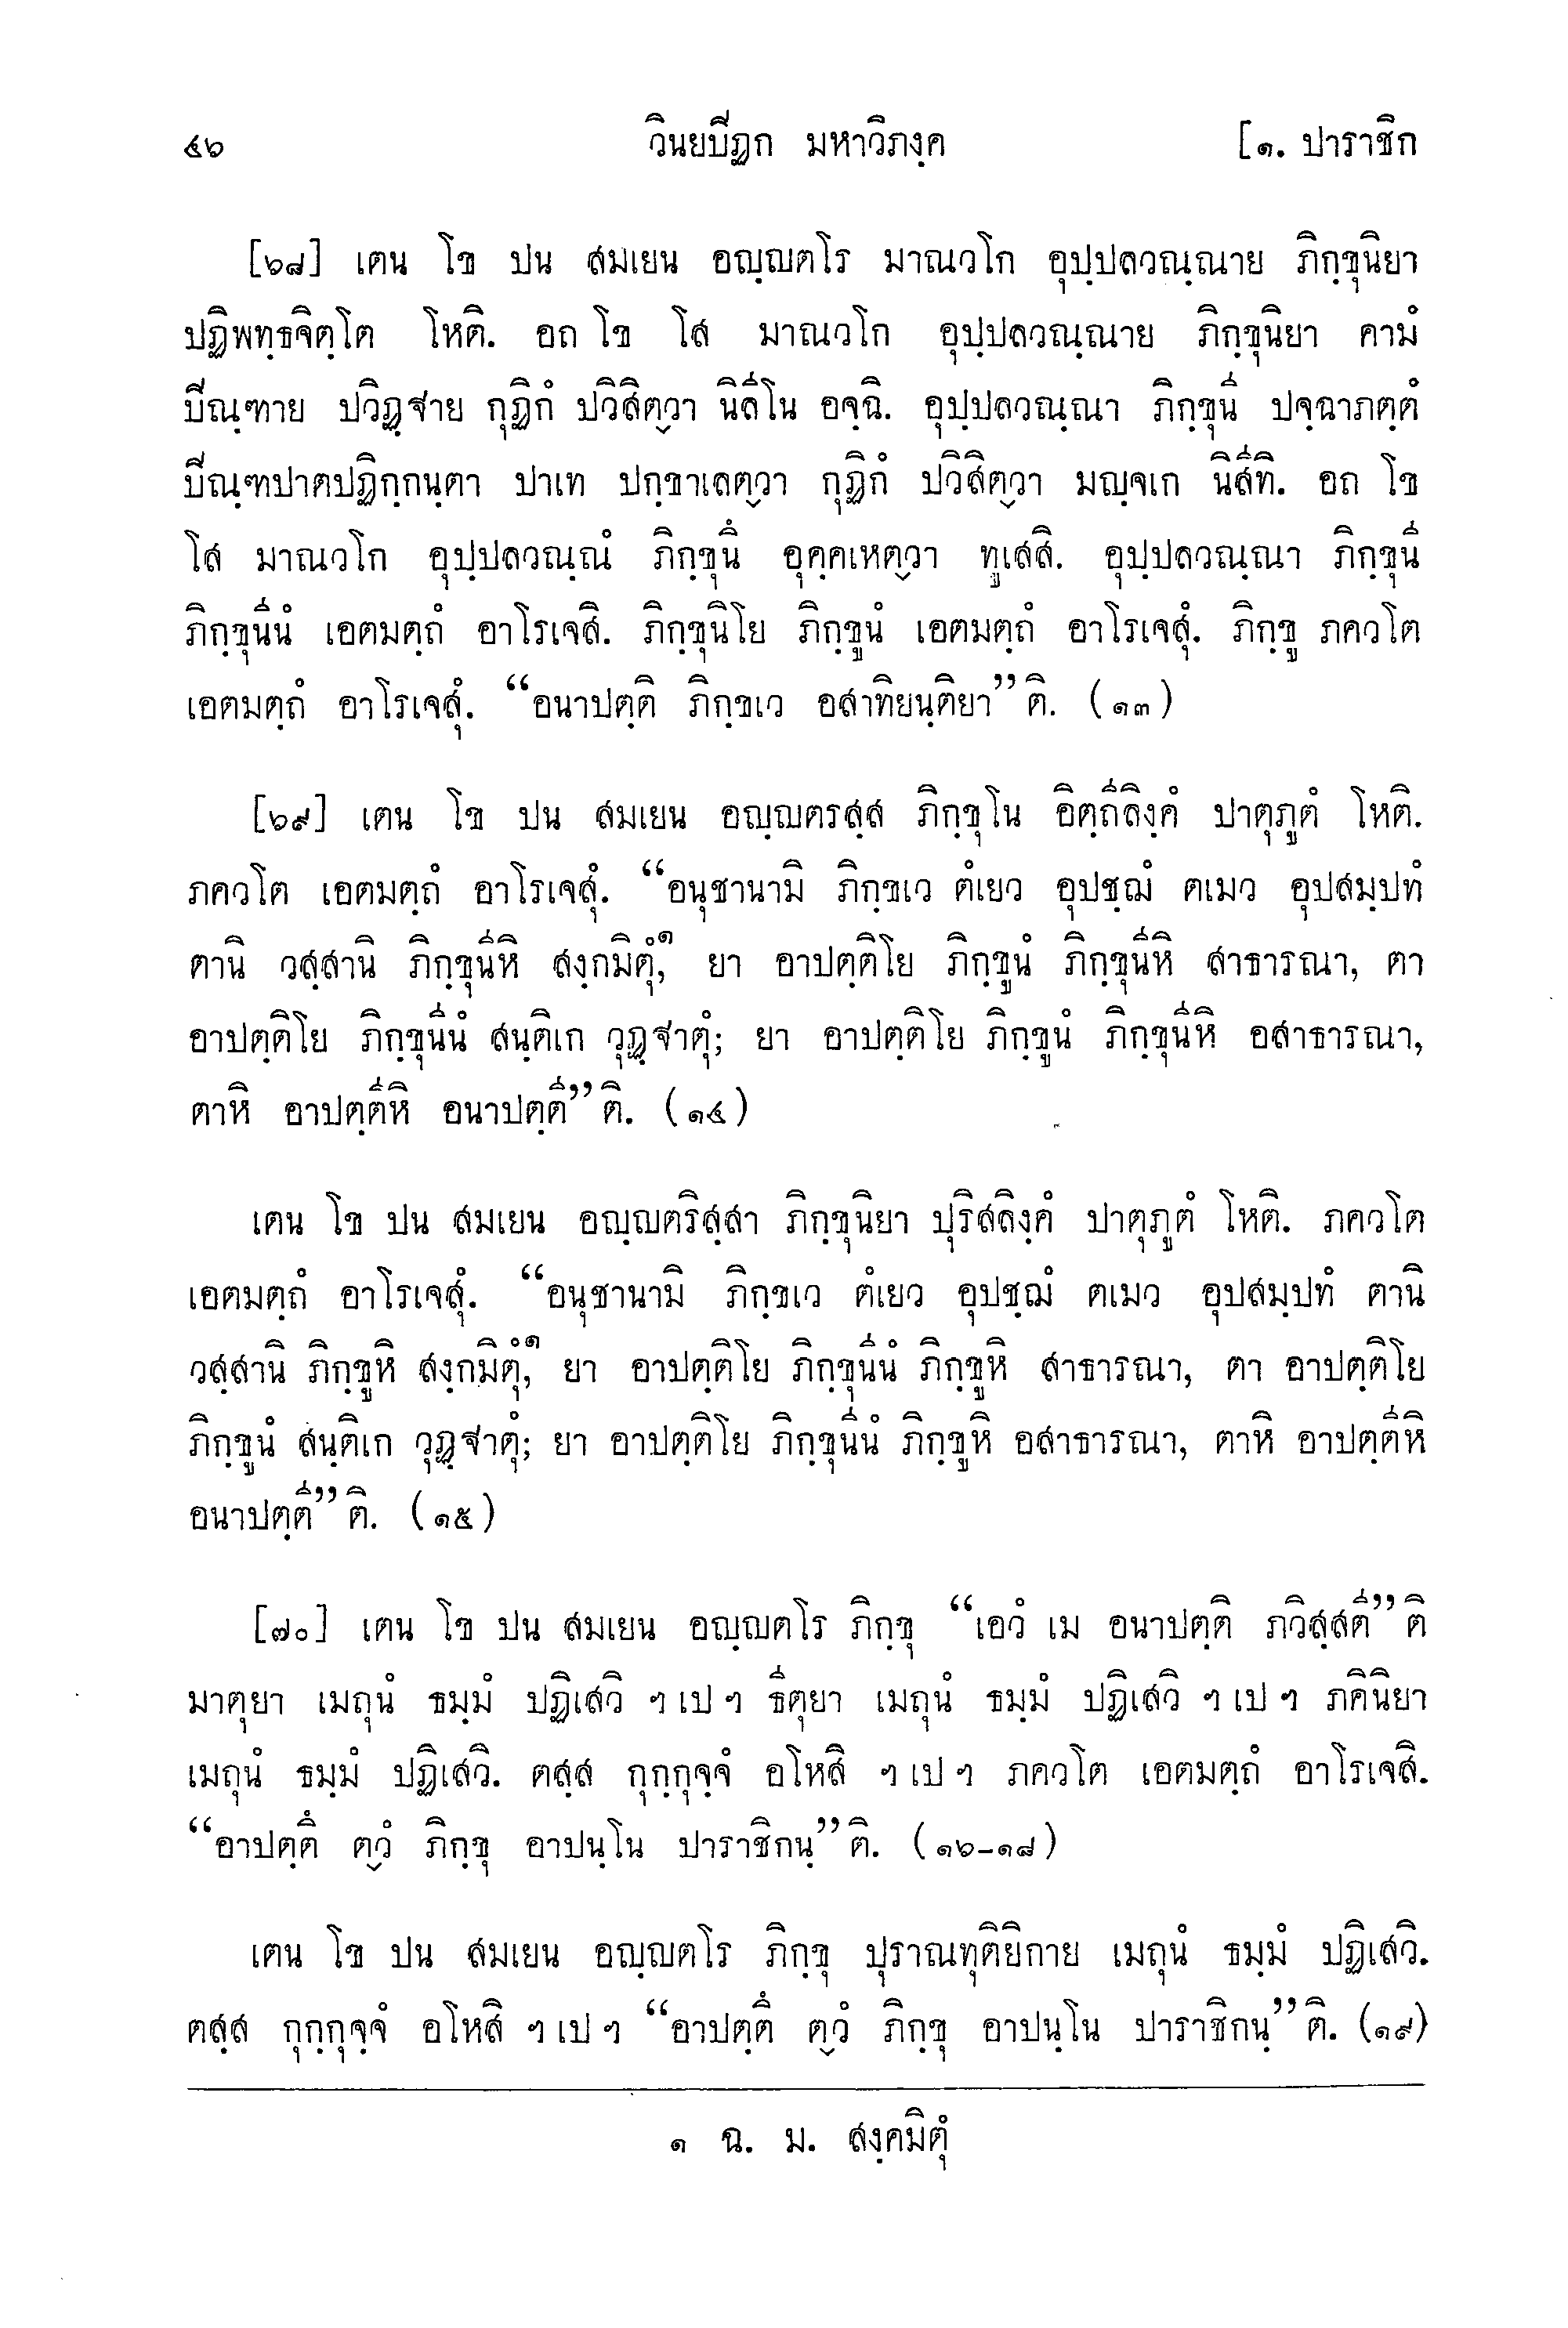 ๔๖ วินยปิฏก มหาวิภงฺค [๑. ปาราชิก
[๖๘] เตน โข ปน สมเยน อญฺญตโร มาณวโก อุปฺปลวณฺณาย ภิกฺขุนิยา
ปฏิพทฺธจิตฺโต โหติ. อถ โข โส มาณวโก อุปฺปลวณฺณาย ภิกฺขุนิยา คามํ
ปิณฺฑาย ปวิฏฺฐาย กุฏิกํ ปวิสิตฺวา นิลีโน อจฺฉิ. อุปฺปลวณฺณา ภิกฺขุนี ปจฺฉาภตฺตํ
ปิณฺฑปาตปฏิกฺกนฺตา ปาเท ปกฺขาเลตฺวา กุฏิกํ ปวิสิตฺวา มญฺจเก นิสีทิ. อถ โข
โส มาณวโก อุปฺปลวณฺณํ ภิกฺขุนึ อุคฺคเหตฺวา ทูเสสิ. อุปฺปลวณฺณา ภิกฺขุนี
ภิกฺขุนีนํ เอตมตฺถํ อาโรเจสิ. ภิกฺขุนิโย ภิกฺขูนํ เอตมตฺถํ อาโรเจสุํ. ภิกฺขู ภควโต
เอตมตฺถํ อาโรเจสุํ. “อนาปตฺติ ภิกฺขเว อสาทิยนฺติยา” ติ. (๑๓)
[๖๙] เตน โข ปน สมเยน อญฺญตรสฺส ภิกฺขุโน อิตฺถีลิงฺคํ ปาตุภูตํ โหติ.
ภควโต เอตมตฺถํ อาโรเจสุํ. “อนุชานามิ ภิกฺขเว ตํเยว อุปชฺฌํ ตเมว อุปสมฺปทํ
ตานิ วสฺสานิ ภิกฺขุนีหิ สงฺกมิตุํ,๑ ยา อาปตฺติโย ภิกฺขูนํ ภิกฺขุนีหิ สาธารณา, ตา
อาปตฺติโย ภิกฺขุนีนํ สนฺติเก วุฏฺฐาตุํ; ยา อาปตฺติโย ภิกฺขูนํ ภิกฺขุนีหิ อสาธารณา,
ตาหิ อาปตฺตีหิ อนาปตฺตี” ติ. (๑๔)
เตน โข ปน สมเยน อญฺญตริสฺสา ภิกฺขุนิยา ปุริสลิงฺคํ ปาตุภูตํ โหติ. ภควโต
เอตมตฺถํ อาโรเจสุํ. “อนุชานามิ ภิกฺขเว ตํเยว อุปชฺฌํ ตเมว อุปสมฺปทํ ตานิ
วสฺสานิ ภิกฺขูหิ สงฺกมิตุํ,๑ ยา อาปตฺติโย ภิกฺขุนีนํ ภิกฺขูหิ สาธารณา, ตา อาปตฺติโย
ภิกฺขูนํ สนฺติเก วุฏฺฐาตุํ; ยา อาปตฺติโย ภิกฺขุนีนํ ภิกฺขูหิ อสาธารณา, ตาหิ อาปตฺตีหิ
อนาปตฺตี” ติ. (๑๕)
[๗๐] เตน โข ปน สมเยน อญฺญตโร ภิกฺขุ “เอวํ เม อนาปตฺติ ภวิสฺสตี” ติ
มาตุยา เมถุนํ ธมฺมํ ปฏิเสวิ ฯ เป ฯ ธีตุยา เมถุนํ ธมฺมํ ปฏิเสวิ ฯ เป ฯ ภคินิยา
เมถุนํ ธมฺมํ ปฏิเสวิ. ตสฺส กุกฺกุจฺจํ อโหสิ ฯ เป ฯ ภควโต เอตมตฺถํ อาโรเจสิ.
“อาปตฺตึ ตฺวํ ภิกฺขุ อาปนฺโน ปาราชิกนฺ” ติ. (๑๖-๑๘)
เตน โข ปน สมเยน อญฺญตโร ภิกฺขุ ปุราณทุติยิกาย เมถุนํ ธมฺมํ ปฏิเสวิ.
ตสฺส กุกฺกุจฺจํ อโหสิ ฯ เป ฯ “อาปตฺตึ ตฺวํ ภิกฺขุ อาปนฺโน ปาราชิกนฺ” ติ. (๑๙)
๑ ฉ. ม. สงฺคมิตุํ